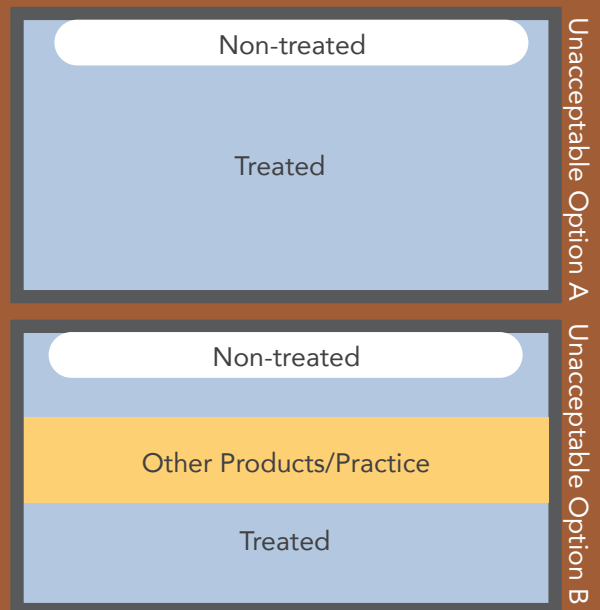 Non-treated
Treated
Unacceptable Option A
Non-treated
Other Products/Practice
Treated
Unacceptable Option B